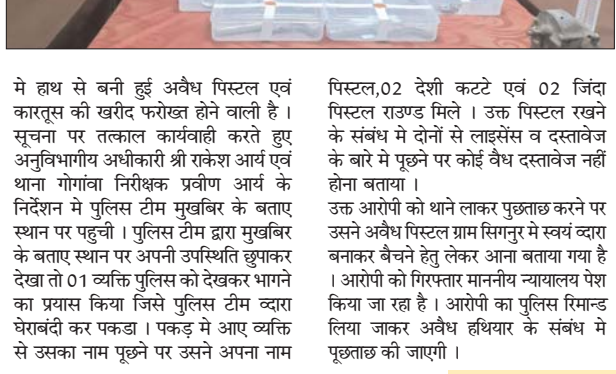 मे हाथ से बनी हुई अवैध पिस्टल एवं
कारतूस की खरीद फरोख्त होने वाली है ।
सूचना पर तत्काल कार्यवाही करते हुए
अनुविभागीय अधीकारी श्री राकेश आर्य एवं
थाना गोगांवा निरीक्षक प्रवीण आर्य के
निर्देशन मे पुलिस टीम मुखबिर के बताए
स्थान पर पहुची । पुलिस टीम द्वारा मुखबिर
के बताए स्थान पर अपनी उपस्थिति छुपाकर
देखा तो 01 व्यक्ति पुलिस को देखकर भागने
का प्रयास किया जिसे पुलिस टीम व्दारा
घेराबंदी कर पकडा । पकड़ मे आए व्यक्ति
से उसका नाम पूछने पर उसने अपना नाम
पिस्टल,02 देशी कटटे एवं 02 जिंदा
पिस्टल राउण्ड मिले । उक्त पिस्टल रखने
के संबंध मे दोनों से लाइसेंस व दस्तावेज
के बारे मे पूछने पर कोई वैध दस्तावेज नहीं
होना बताया ।
उक्त आरोपी को थाने लाकर पुछताछ करने पर
उसने अवैध पिस्टल ग्राम सिगनुर मे स्वयं व्दारा
बनाकर बैचने हेतु लेकर आना बताया गया है
। आरोपी को गिरफ्तार माननीय न्यायालय पेश
किया जा रहा है । आरोपी का पुलिस रिमान्ड
लिया जाकर अवैध हथियार के संबंध मे
पूछताछ की जाएगी ।